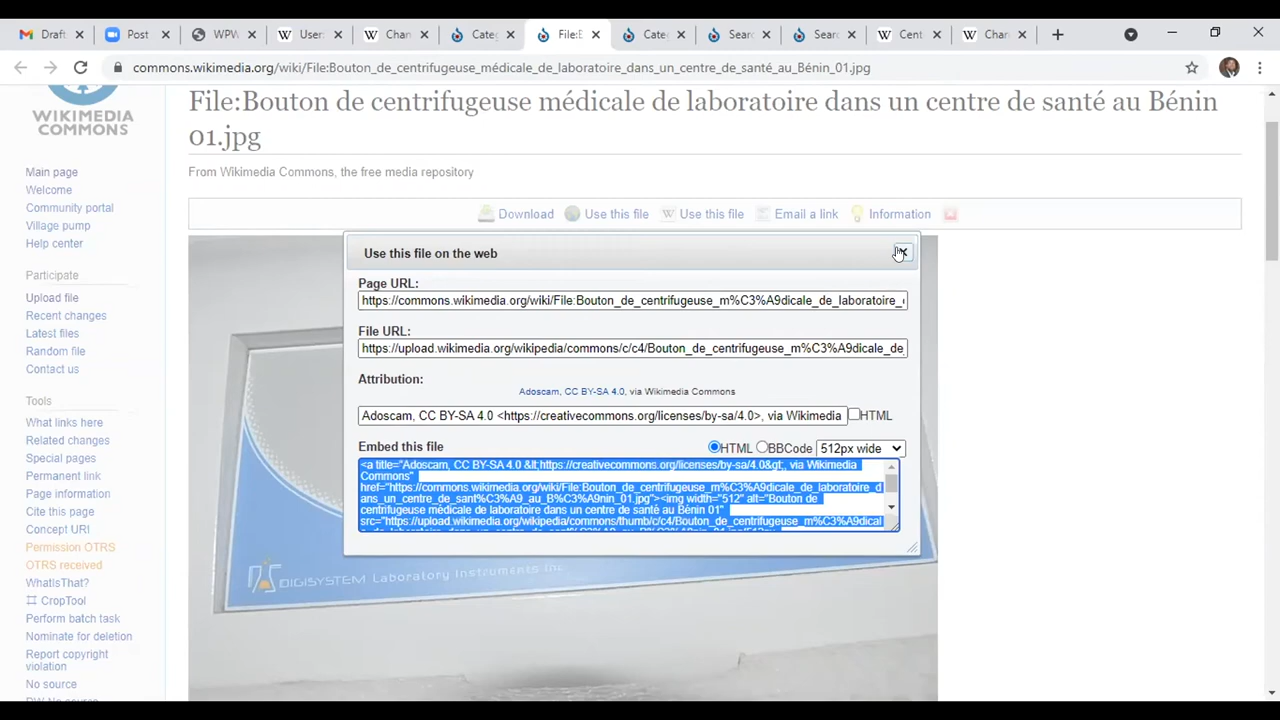 Draft
Post
WPW
User:
Chan
Categ
File:E
Cate
Sear
Sear
Cent
Chan
commons.wikimedia.org/wiki/File:Bouton_de_centrifugeuse_médicale_de_laboratoire_dans_un_centre_de_santé_au_Bénin_01.jpg
WIKIMEDIA
COMMONS
File:Bouton de centrifugeuse médicale de laboratoire dans un centre de santé au Bénin
01.jpg
From Wikimedia Commons, the free media repository
Download
Use this file
Use this file
Email a link
Information
Main page
Welcome
Community portal
Village pump
Help center
Participate
Upload file
Recent changes
Latest files
Random file
Contact us
Tools
What links here
Related changes
Special pages
Permanent link
Page information
Cite this page
Concept URI
Permission OTRS
OTRS received
WhatIsThat?
CropTool
Perform batch task
Nominate for deletion
Report copyright
violation
No source
Use this file on the web
Page URL:
https://commons.wikimedia.org/wiki/File:Bouton_de_centrifugeuse_m%C3%A9dicale_de_laboratoire_
File URL:
https://upload.wikimedia.org/wikipedia/commons/c/c4/Bouton_de_centrifugeuse_m%C3%A9dicale_de_
Attribution:
Adoscam, CC BY-SA 4.0, via Wikimedia Commons
Adoscam, CC BY-SA 4.0 <https://creativecommons.org/licenses/by-sa/4.0>, via Wikimedia
HTML
Embed this file
HTML
BBCode
512px wide
<a title="Adoscam, CC BY-SA 4.0 &lt;https://creativecommons.org/licenses/by-sa/4.0&gt;, via Wikimedia
Commons"
href="https://commons.wikimedia.org/wiki/File:Bouton_de_centrifugeuse_m%C3%A9dicale_de_laboratoire_d
ans_un_centre_de_sant%C3%A9_au_B%C3%A9nin_01.jpg"><img width="512" alt="Bouton de
centrifugeuse médicale de laboratoire dans un centre de santé au Bénin 01"
src="https://upload.wikimedia.org/wikipedia/commons/thumb/c/c4/Bouton_de_centrifugeuse_m%C3%A9dical
DIGISYSTEM Laboratory Instruments Inc.